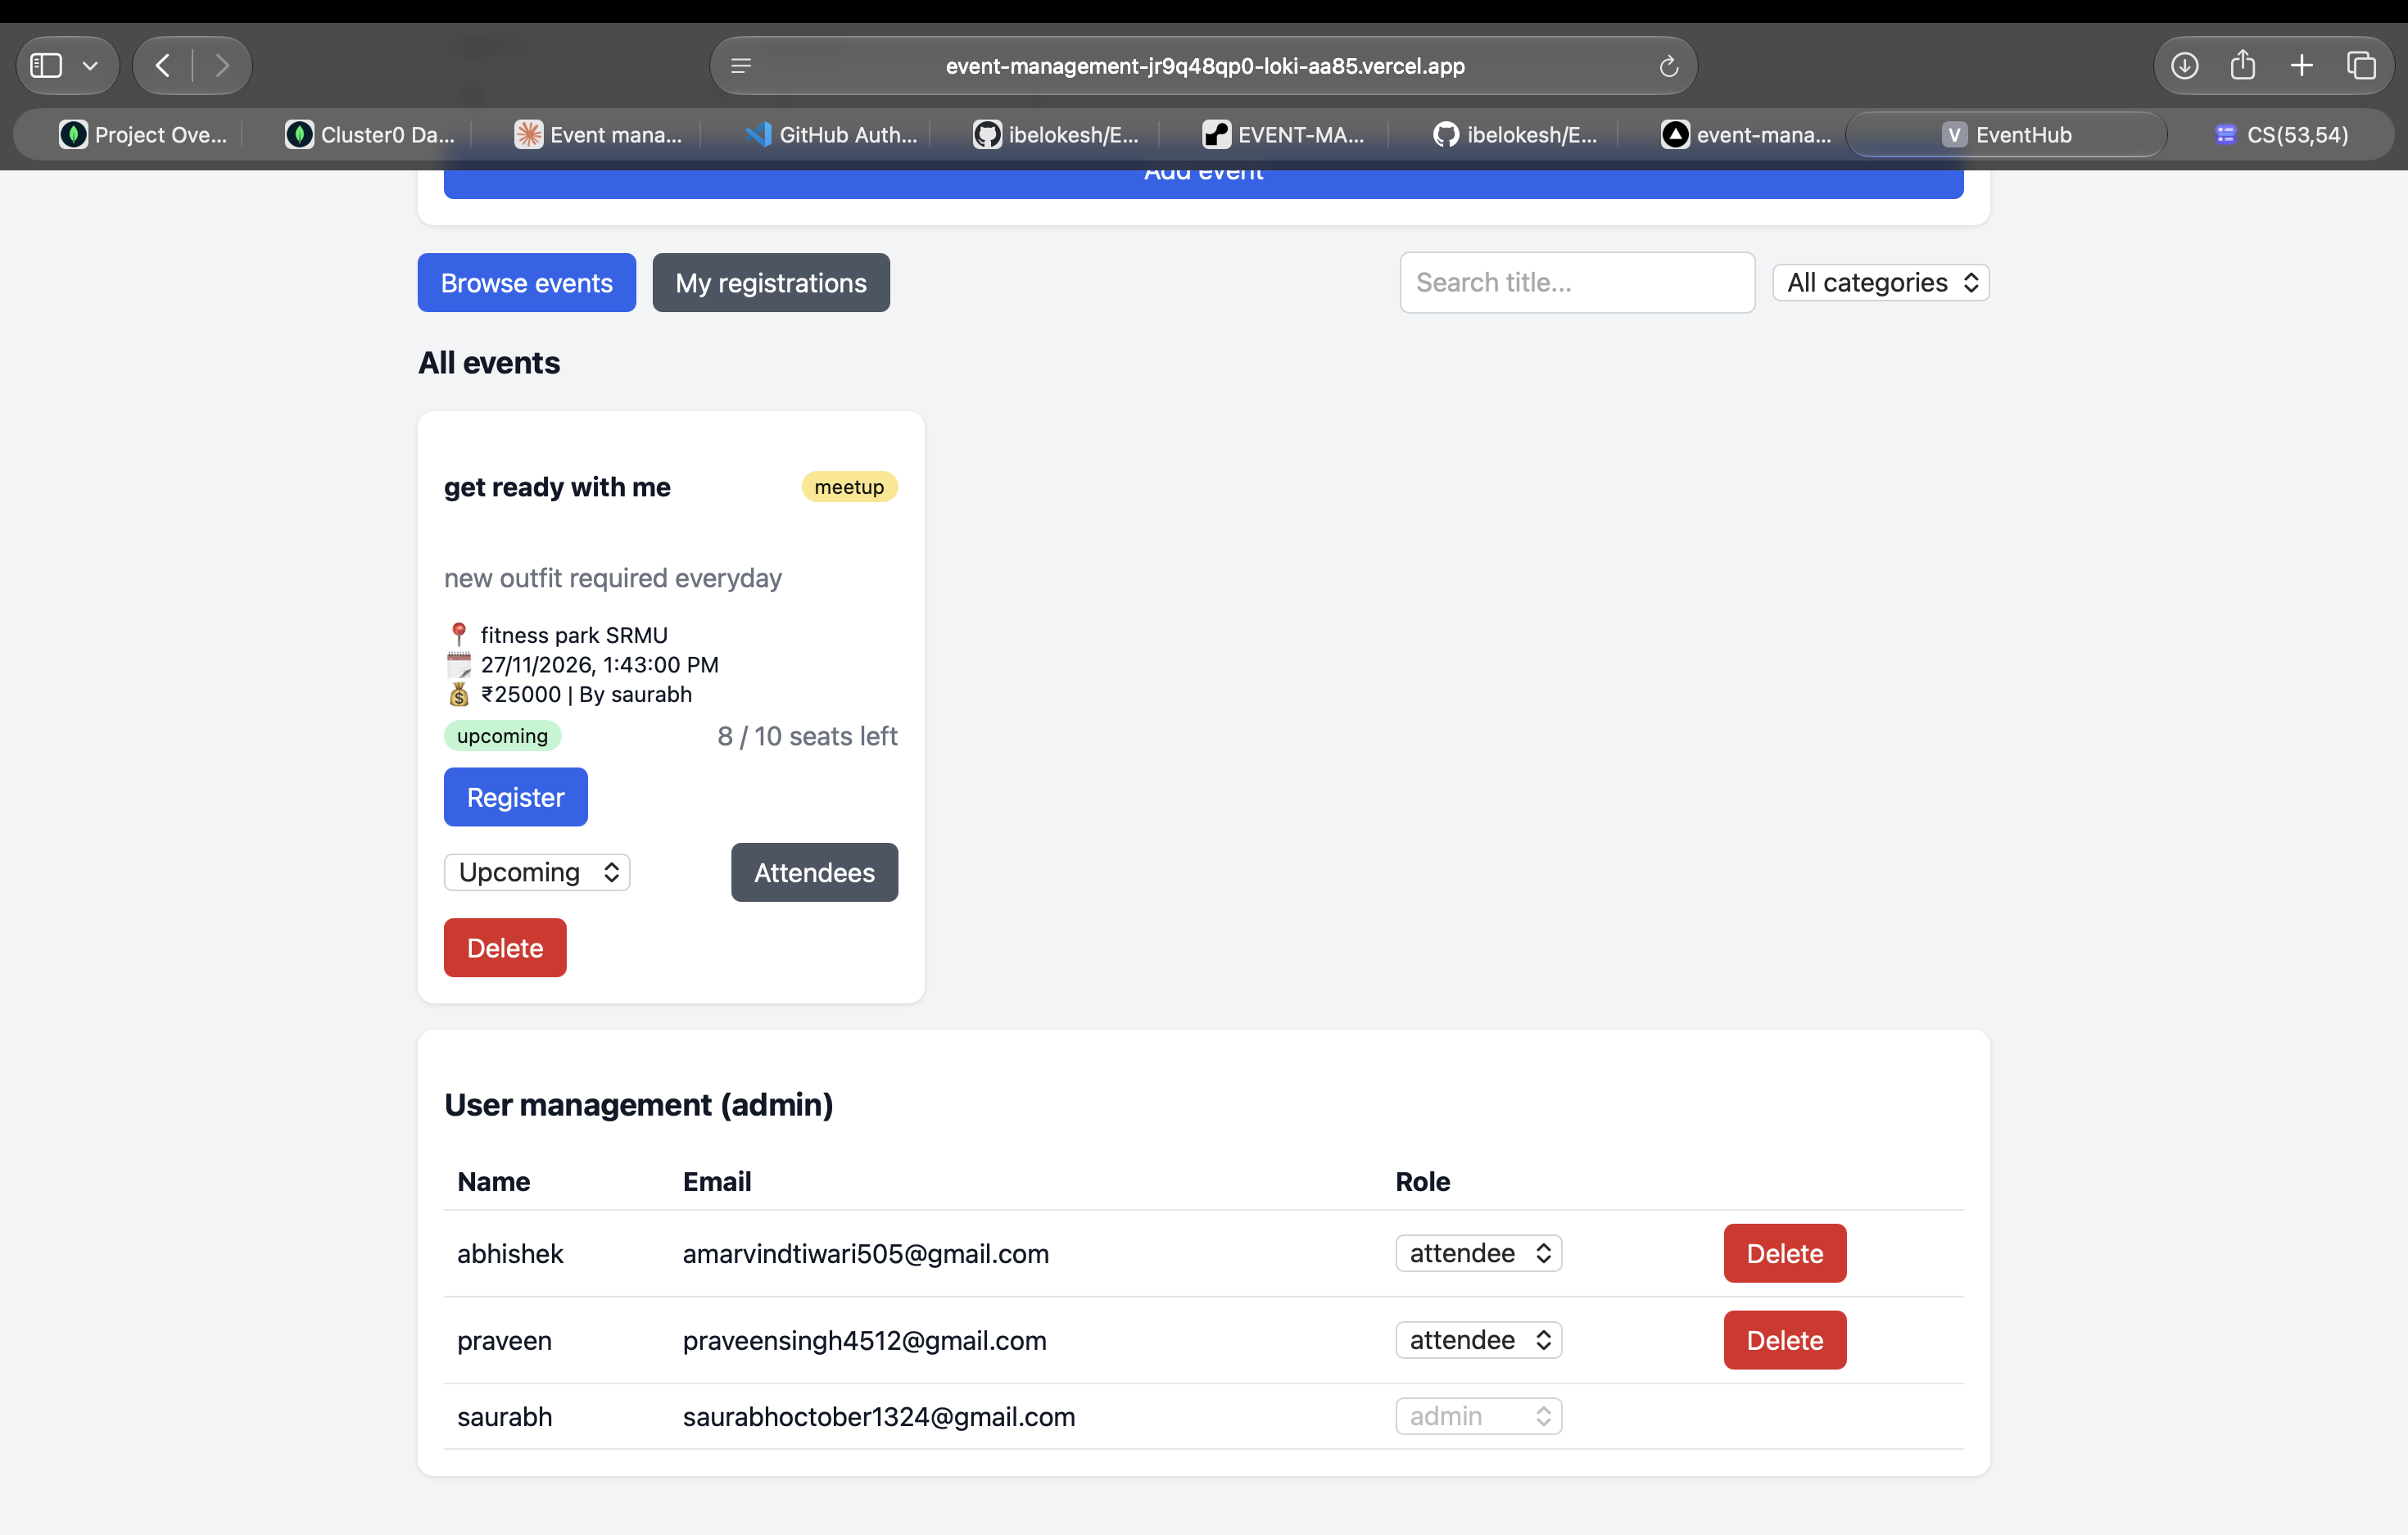 event-management-jr9q48qp0-loki-aa85.vercel.app
Project Ove... Cluster0 Da... Event mana... GitHub Auth... ibelokesh/E... EVENT-MA... ibelokesh/E... event-mana... V EventHub CS(53,54)
Add event
Browse events My registrations Search title... All categories
All events
get ready with me meetup
new outfit required everyday
fitness park SRMU
27/11/2026, 1:43:00 PM
₹25000 | By saurabh
upcoming 8 / 10 seats left
Register
Upcoming Attendees
Delete
User management (admin)
Name Email Role
abhishek amarvindtiwari505@gmail.com attendee Delete
praveen praveensingh4512@gmail.com attendee Delete
saurabh saurabhoctober1324@gmail.com admin